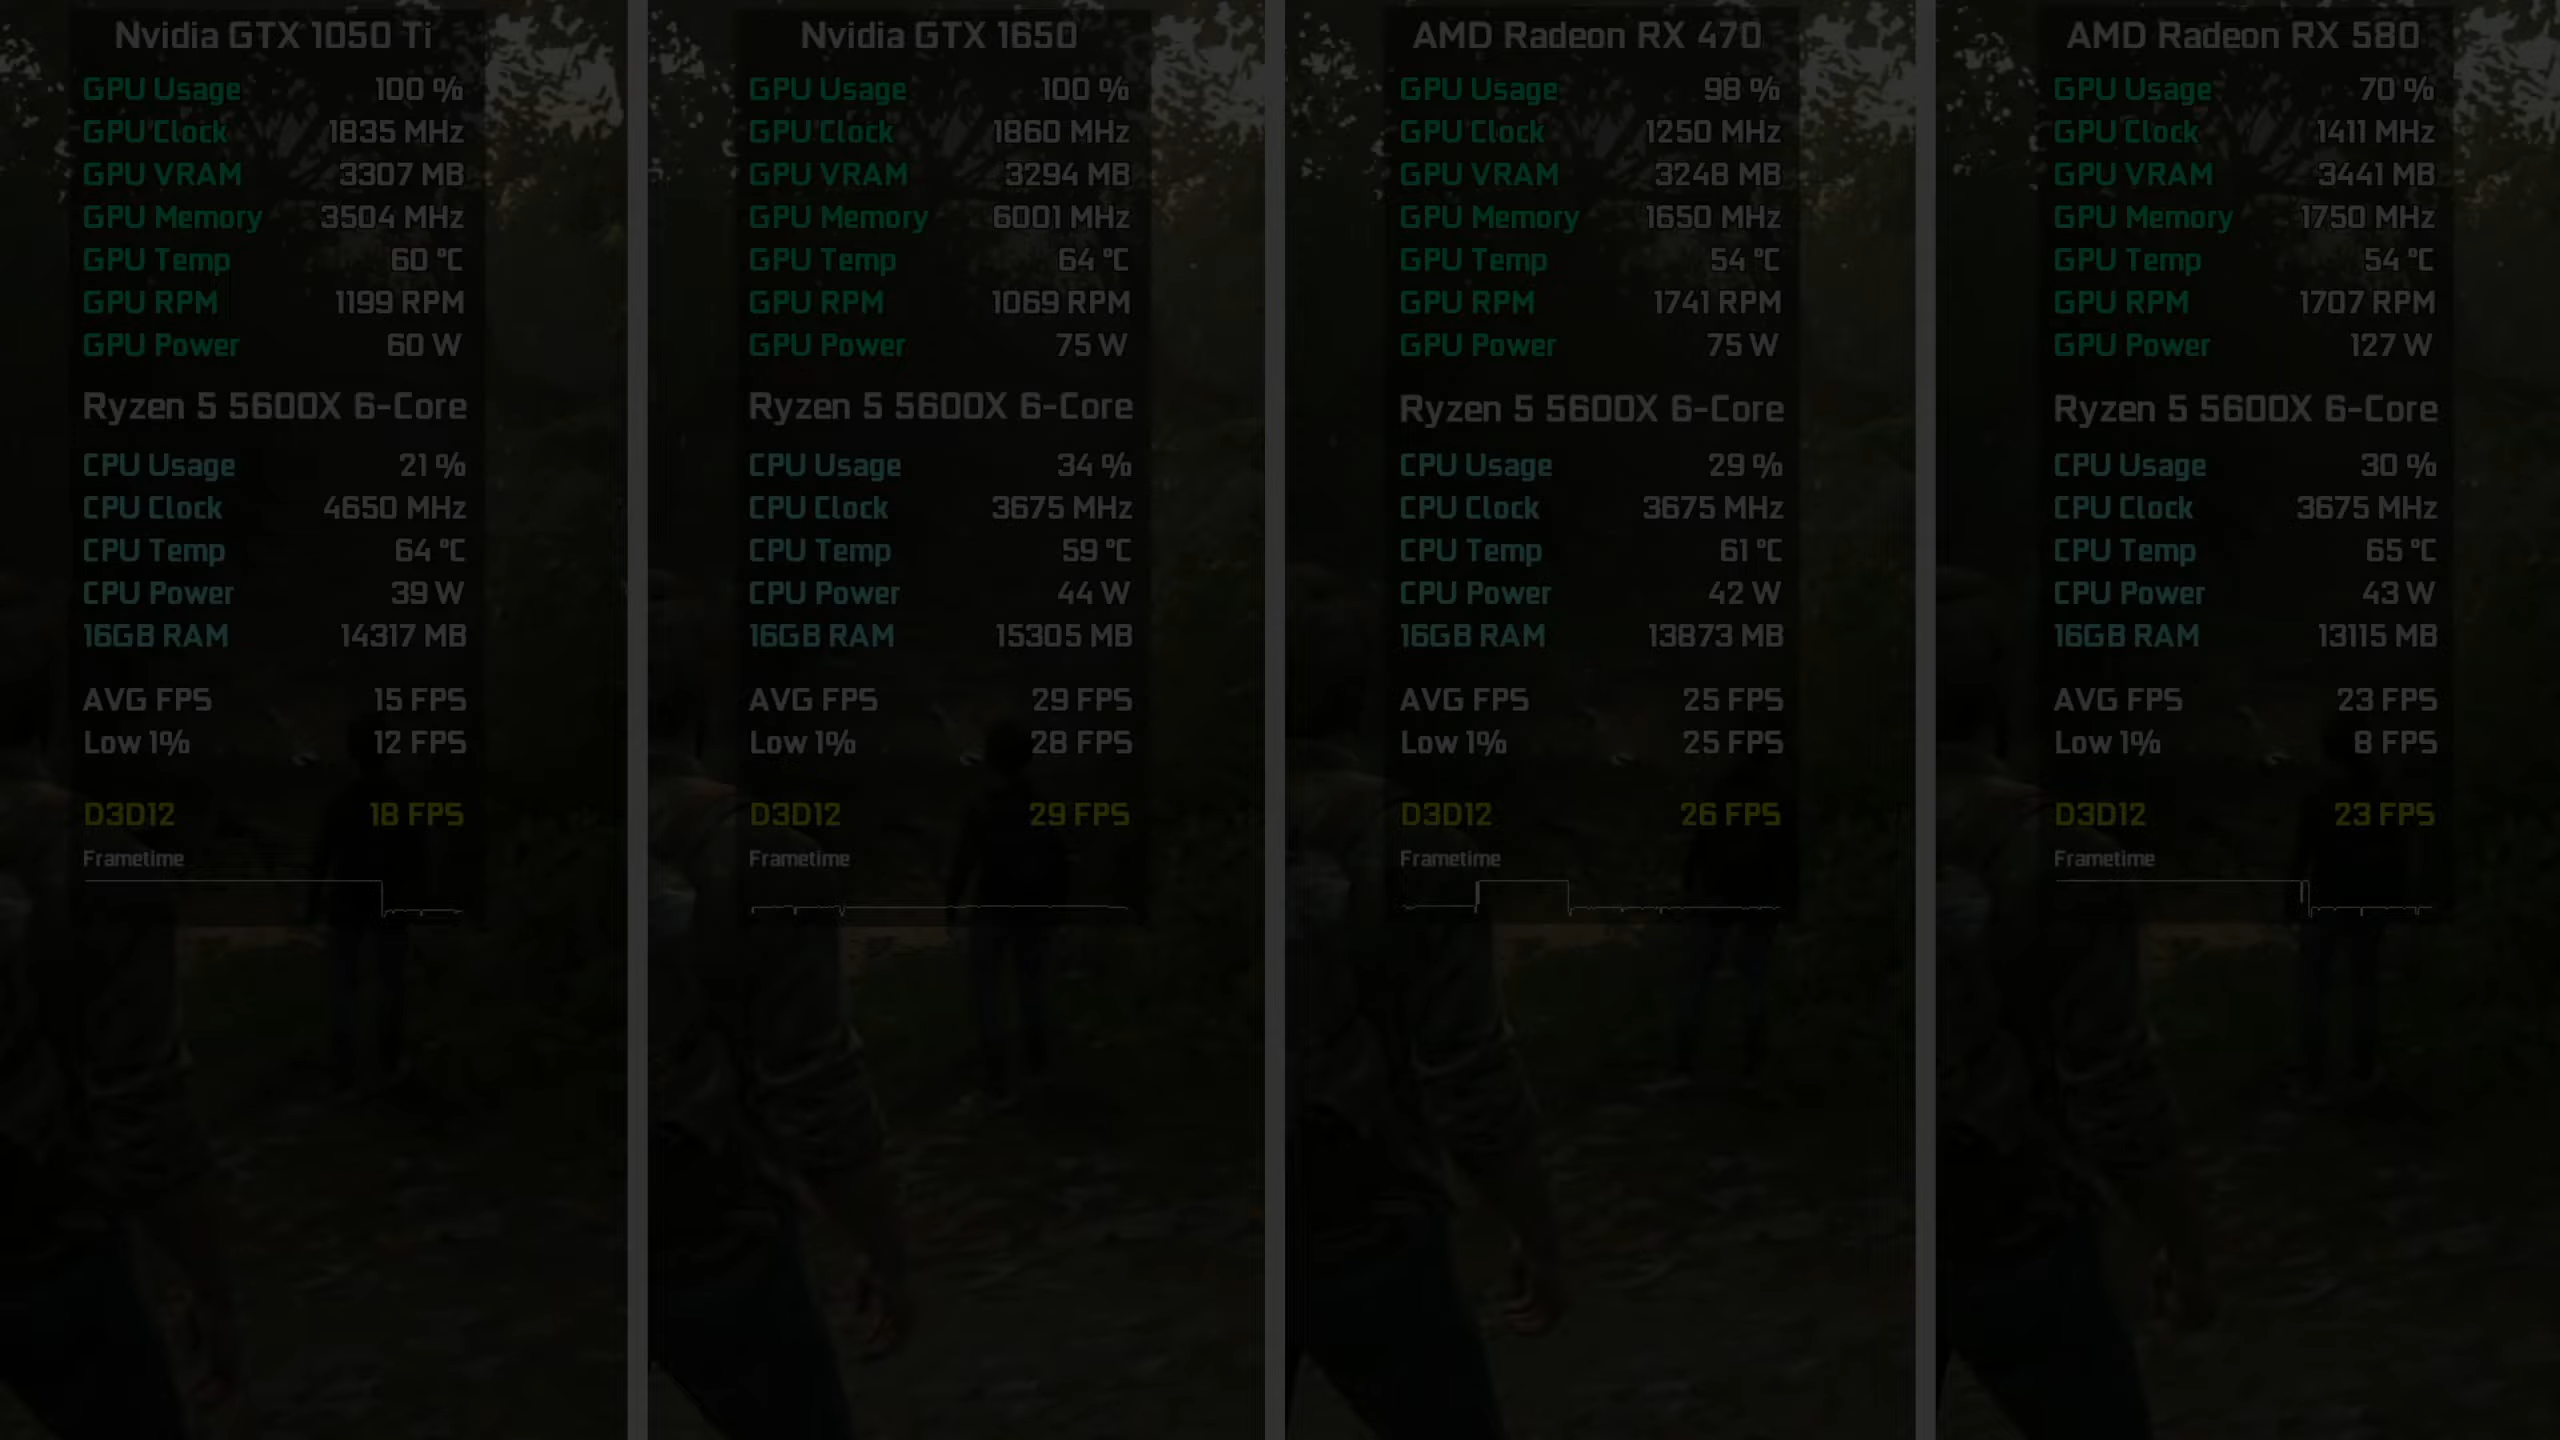 Nvidia GTX 1050 Ti
GPU Usage 100 %
GPU Clock 1835 MHz
GPU VRAM 3307 MB
GPU Memory 3504 MHz
GPU Temp 60 °C
GPU RPM 1199 RPM
GPU Power 60 W
Ryzen 5 5600X 6-Core
CPU Usage 21 %
CPU Clock 4650 MHz
CPU Temp 64 °C
CPU Power 39 W
16GB RAM 14317 MB
AVG FPS 15 FPS
Low 1% 12 FPS
D3D12 18 FPS
Frametime
Nvidia GTX 1650
GPU Usage 100 %
GPU Clock 1860 MHz
GPU VRAM 3294 MB
GPU Memory 6001 MHz
GPU Temp 64 °C
GPU RPM 1069 RPM
GPU Power 75 W
Ryzen 5 5600X 6-Core
CPU Usage 34 %
CPU Clock 3675 MHz
CPU Temp 59 °C
CPU Power 44 W
16GB RAM 15305 MB
AVG FPS 29 FPS
Low 1% 28 FPS
D3D12 29 FPS
Frametime
AMD Radeon RX 470
GPU Usage 98 %
GPU Clock 1250 MHz
GPU VRAM 3248 MB
GPU Memory 1650 MHz
GPU Temp 54 °C
GPU RPM 1741 RPM
GPU Power 75 W
Ryzen 5 5600X 6-Core
CPU Usage 29 %
CPU Clock 3675 MHz
CPU Temp 61 °C
CPU Power 42 W
16GB RAM 13873 MB
AVG FPS 25 FPS
Low 1% 25 FPS
D3D12 26 FPS
Frametime
AMD Radeon RX 580
GPU Usage 70 %
GPU Clock 1411 MHz
GPU VRAM 3441 MB
GPU Memory 1750 MHz
GPU Temp 54 °C
GPU RPM 1707 RPM
GPU Power 127 W
Ryzen 5 5600X 6-Core
CPU Usage 30 %
CPU Clock 3675 MHz
CPU Temp 65 °C
CPU Power 43 W
16GB RAM 13115 MB
AVG FPS 23 FPS
Low 1% 8 FPS
D3D12 23 FPS
Frametime